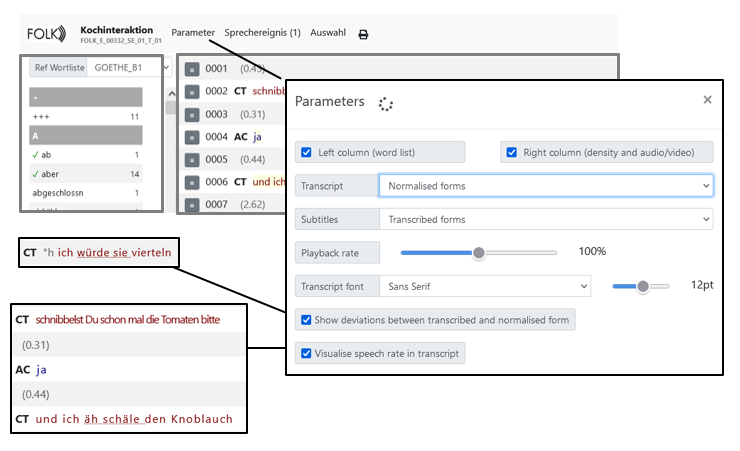 FOLK
Kochinteraktion
FOLK_E_00332_SE_01_T_01
Parameter Sprechereignis (1) Auswahl
Ref Wortliste GOETHE_B1
+
+++ 11
A
✓ ab 1
✓ aber 14
abgeschlossn 1
0001 (0.43)
0002 CT schnibb
0003 (0.31)
0004 AC ja
0005 (0.44)
0006 CT und ich
0007 (2.62)
Parameters ×
Left column (word list) Right column (density and audio/video)
Transcript Normalised forms
Subtitles Transcribed forms
Playback rate 100%
Transcript font Sans Serif 12pt
Show deviations between transcribed and normalised form
Visualise speech rate in transcript
CT °h ich würde sie vierteln
CT schnibbelst Du schon mal die Tomaten bitte
(0.31)
AC ja
(0.44)
CT und ich äh schäle den Knoblauch